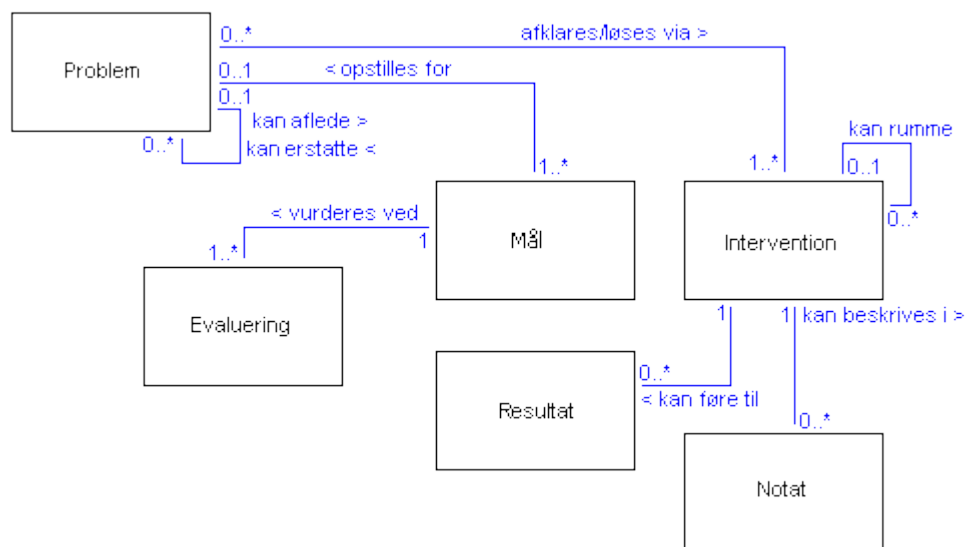 0..*
afklares/løses via >
Problem
0..1
< opstilles for
0..1
kan aflede >
0..*
kan erstatte <
kan rumme
1..*
1..*
0..1
< vurderes ved
0..*
1
Mål
Intervention
1..*
Evaluering
1
1
kan beskrives i >
0..*
< kan føre til
Resultat
0..*
Notat